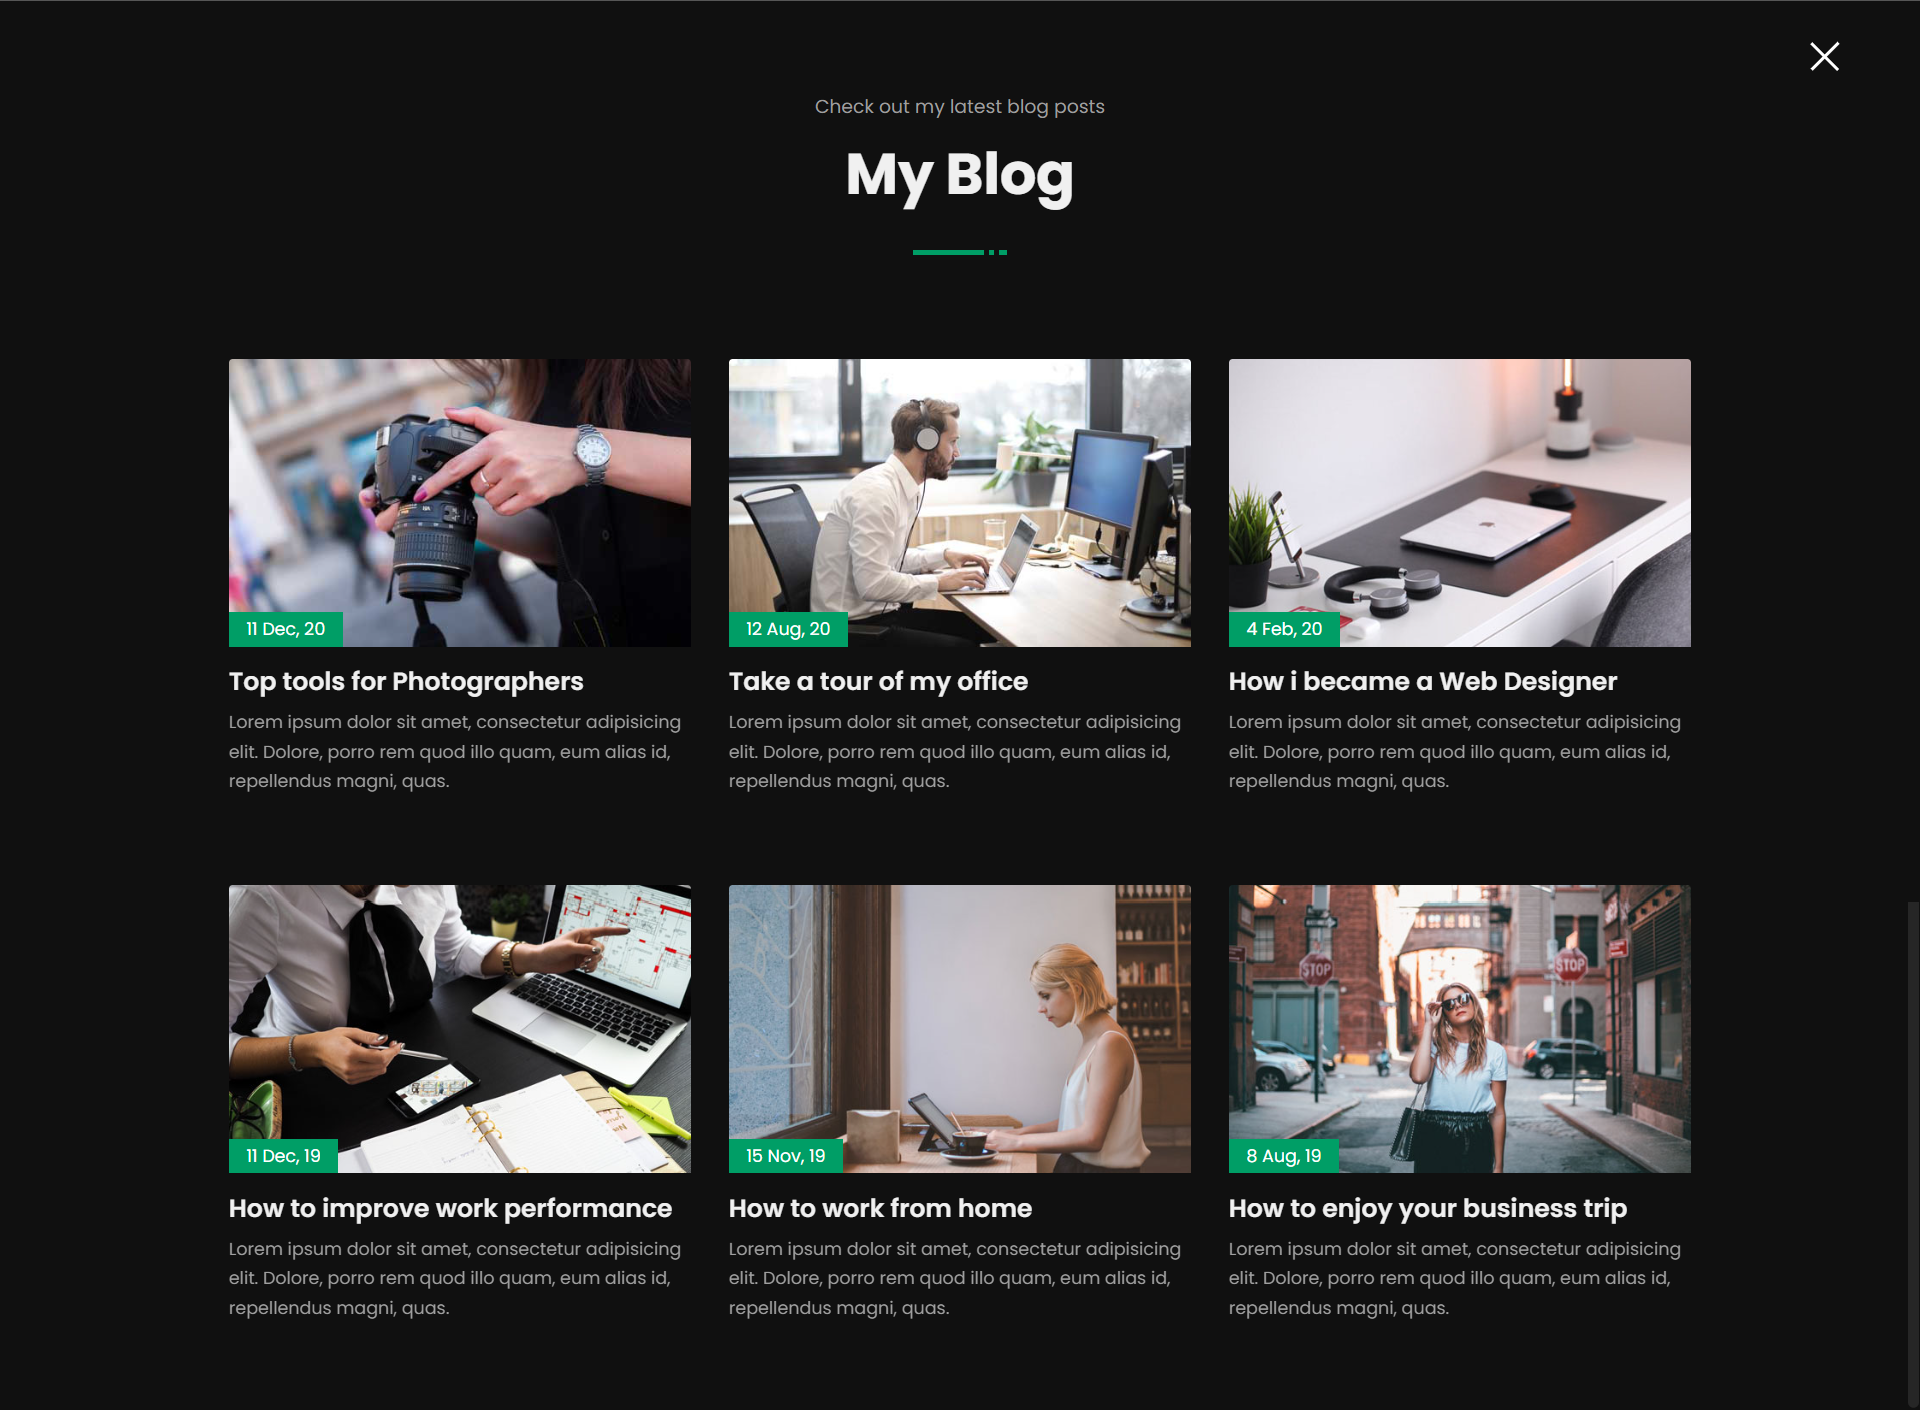 Check out my latest blog posts
My Blog
11 Dec, 20
Top tools for Photographers
Lorem ipsum dolor sit amet, consectetur adipisicing
elit. Dolore, porro rem quod illo quam, eum alias id,
repellendus magni, quas.
12 Aug, 20
Take a tour of my office
Lorem ipsum dolor sit amet, consectetur adipisicing
elit. Dolore, porro rem quod illo quam, eum alias id,
repellendus magni, quas.
4 Feb, 20
How i became a Web Designer
Lorem ipsum dolor sit amet, consectetur adipisicing
elit. Dolore, porro rem quod illo quam, eum alias id,
repellendus magni, quas.
11 Dec, 19
How to improve work performance
Lorem ipsum dolor sit amet, consectetur adipisicing
elit. Dolore, porro rem quod illo quam, eum alias id,
repellendus magni, quas.
15 Nov, 19
How to work from home
Lorem ipsum dolor sit amet, consectetur adipisicing
elit. Dolore, porro rem quod illo quam, eum alias id,
repellendus magni, quas.
STOP
STOP
8 Aug, 19
How to enjoy your business trip
Lorem ipsum dolor sit amet, consectetur adipisicing
elit. Dolore, porro rem quod illo quam, eum alias id,
repellendus magni, quas.